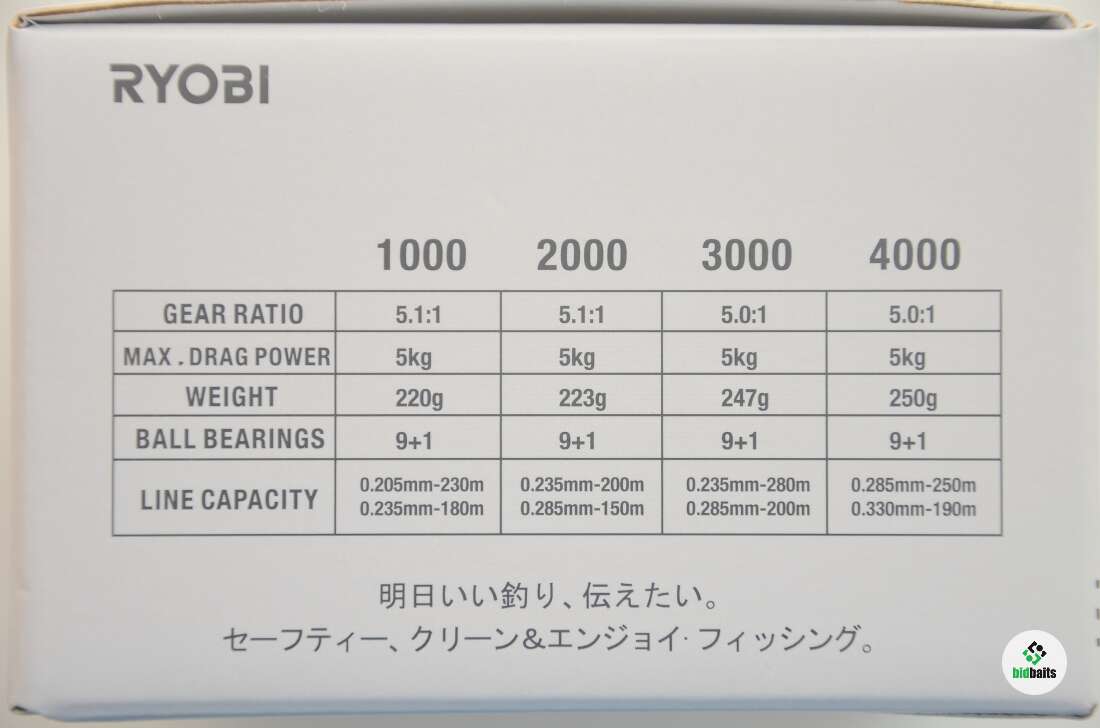 RYOBI
1000 2000 3000 4000
GEAR RATIO 5.1:1 5.1:1 5.0:1 5.0:1
MAX . DRAG POWER 5kg 5kg 5kg 5kg
WEIGHT 220g 223g 247g 250g
BALL BEARINGS 9+1 9+1 9+1 9+1
LINE CAPACITY 0.205mm-230m 0.235mm-200m 0.235mm-280m 0.285mm-250m
0.235mm-180m 0.285mm-150m 0.285mm-200m 0.330mm-190m
明日いい釣り、伝えたい。
セーフティー、クリーン&エンジョイ·フィッシング。
bidbaits